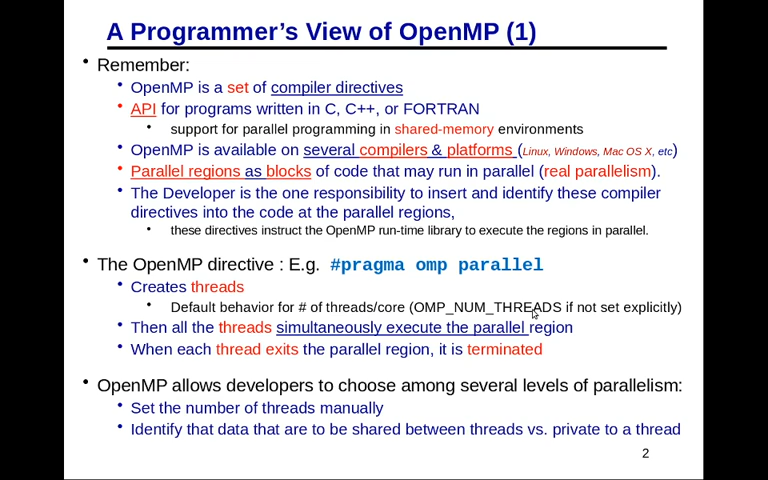 A Programmer's View of OpenMP (1)
• Remember:
• OpenMP is a set of compiler directives
• API for programs written in C, C++, or FORTRAN
• support for parallel programming in shared-memory environments
• OpenMP is available on several compilers & platforms (Linux, Windows, Mac OS X, etc)
• Parallel regions as blocks of code that may run in parallel (real parallelism).
• The Developer is the one responsibility to insert and identify these compiler
directives into the code at the parallel regions,
• these directives instruct the OpenMP run-time library to execute the regions in parallel.
• The OpenMP directive : E.g. #pragma omp parallel
• Creates threads
• Default behavior for # of threads/core (OMP_NUM_THREADS if not set explicitly)
• Then all the threads simultaneously execute the parallel region
• When each thread exits the parallel region, it is terminated
• OpenMP allows developers to choose among several levels of parallelism:
• Set the number of threads manually
• Identify that data that are to be shared between threads vs. private to a thread
2